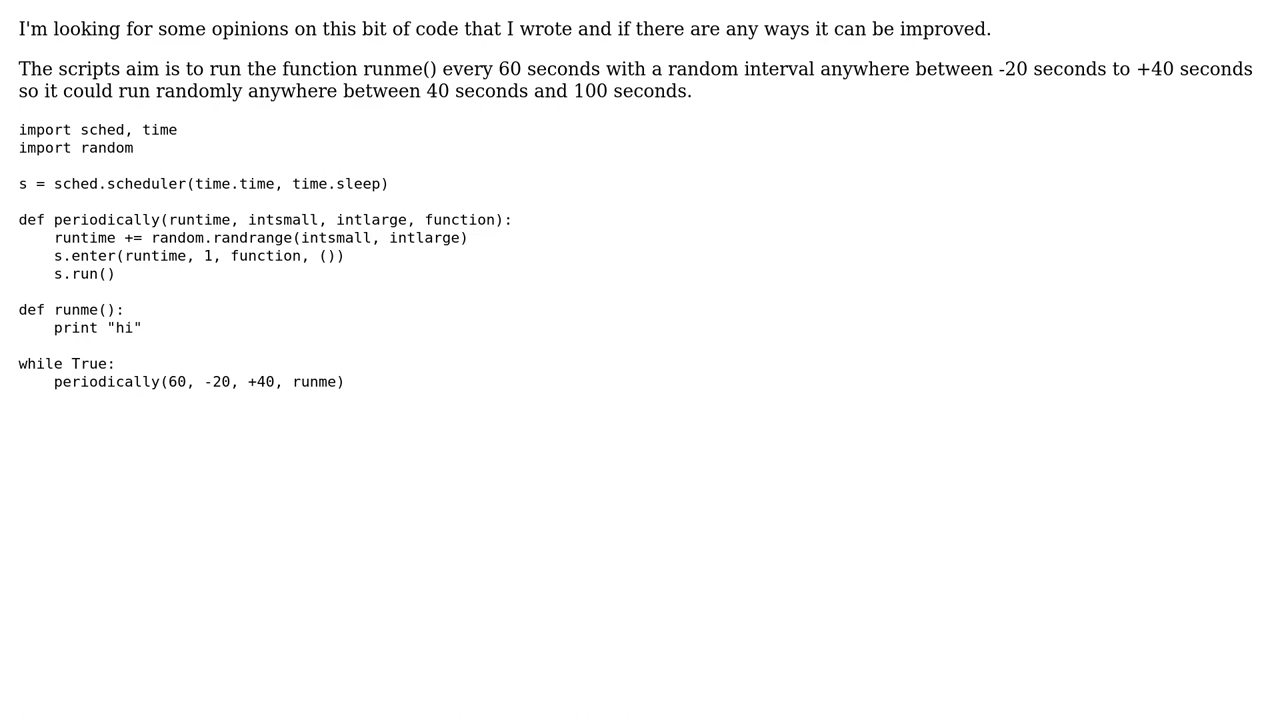 I'm looking for some opinions on this bit of code that I wrote and if there are any ways it can be improved.
The scripts aim is to run the function runme() every 60 seconds with a random interval anywhere between -20 seconds to +40 seconds
so it could run randomly anywhere between 40 seconds and 100 seconds.
import sched, time
import random
s = sched.scheduler(time.time, time.sleep)
def periodically(runtime, intsmall, intlarge, function):
    runtime += random.randrange(intsmall, intlarge)
    s.enter(runtime, 1, function, ())
    s.run()
def runme():
    print "hi"
while True:
    periodically(60, -20, +40, runme)